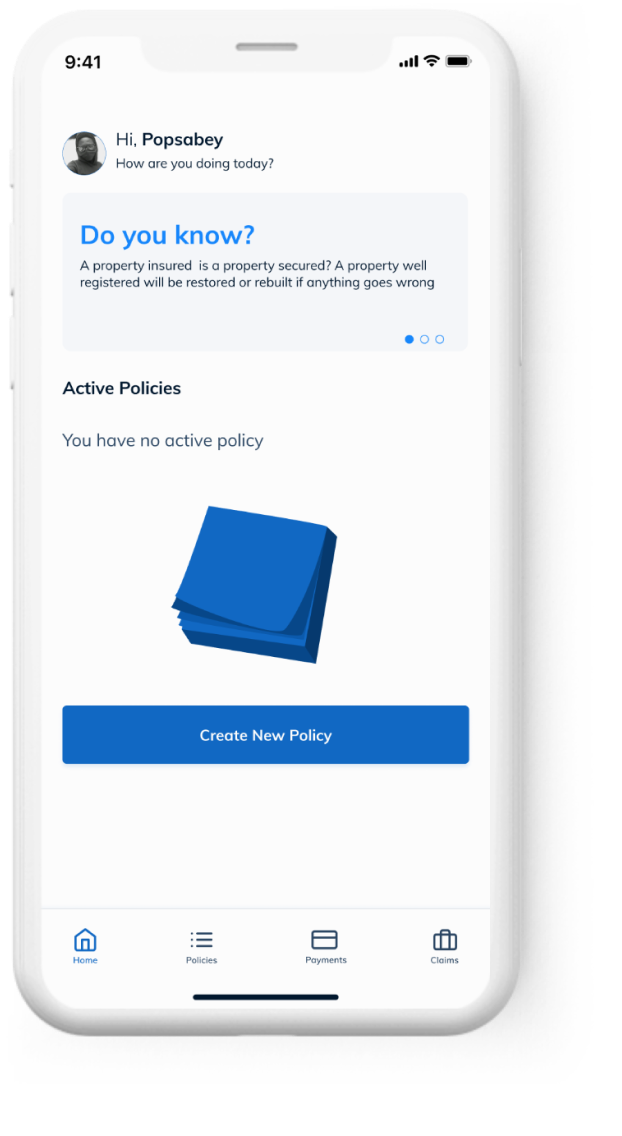 9:41
Hi, Popsabey
How are you doing today?
Do you know?
A property insured  is a property secured? A property well
registered will be restored or rebuilt if anything goes wrong
Active Policies
You have no active policy
Create New Policy
Home
Policies
Payments
Claims